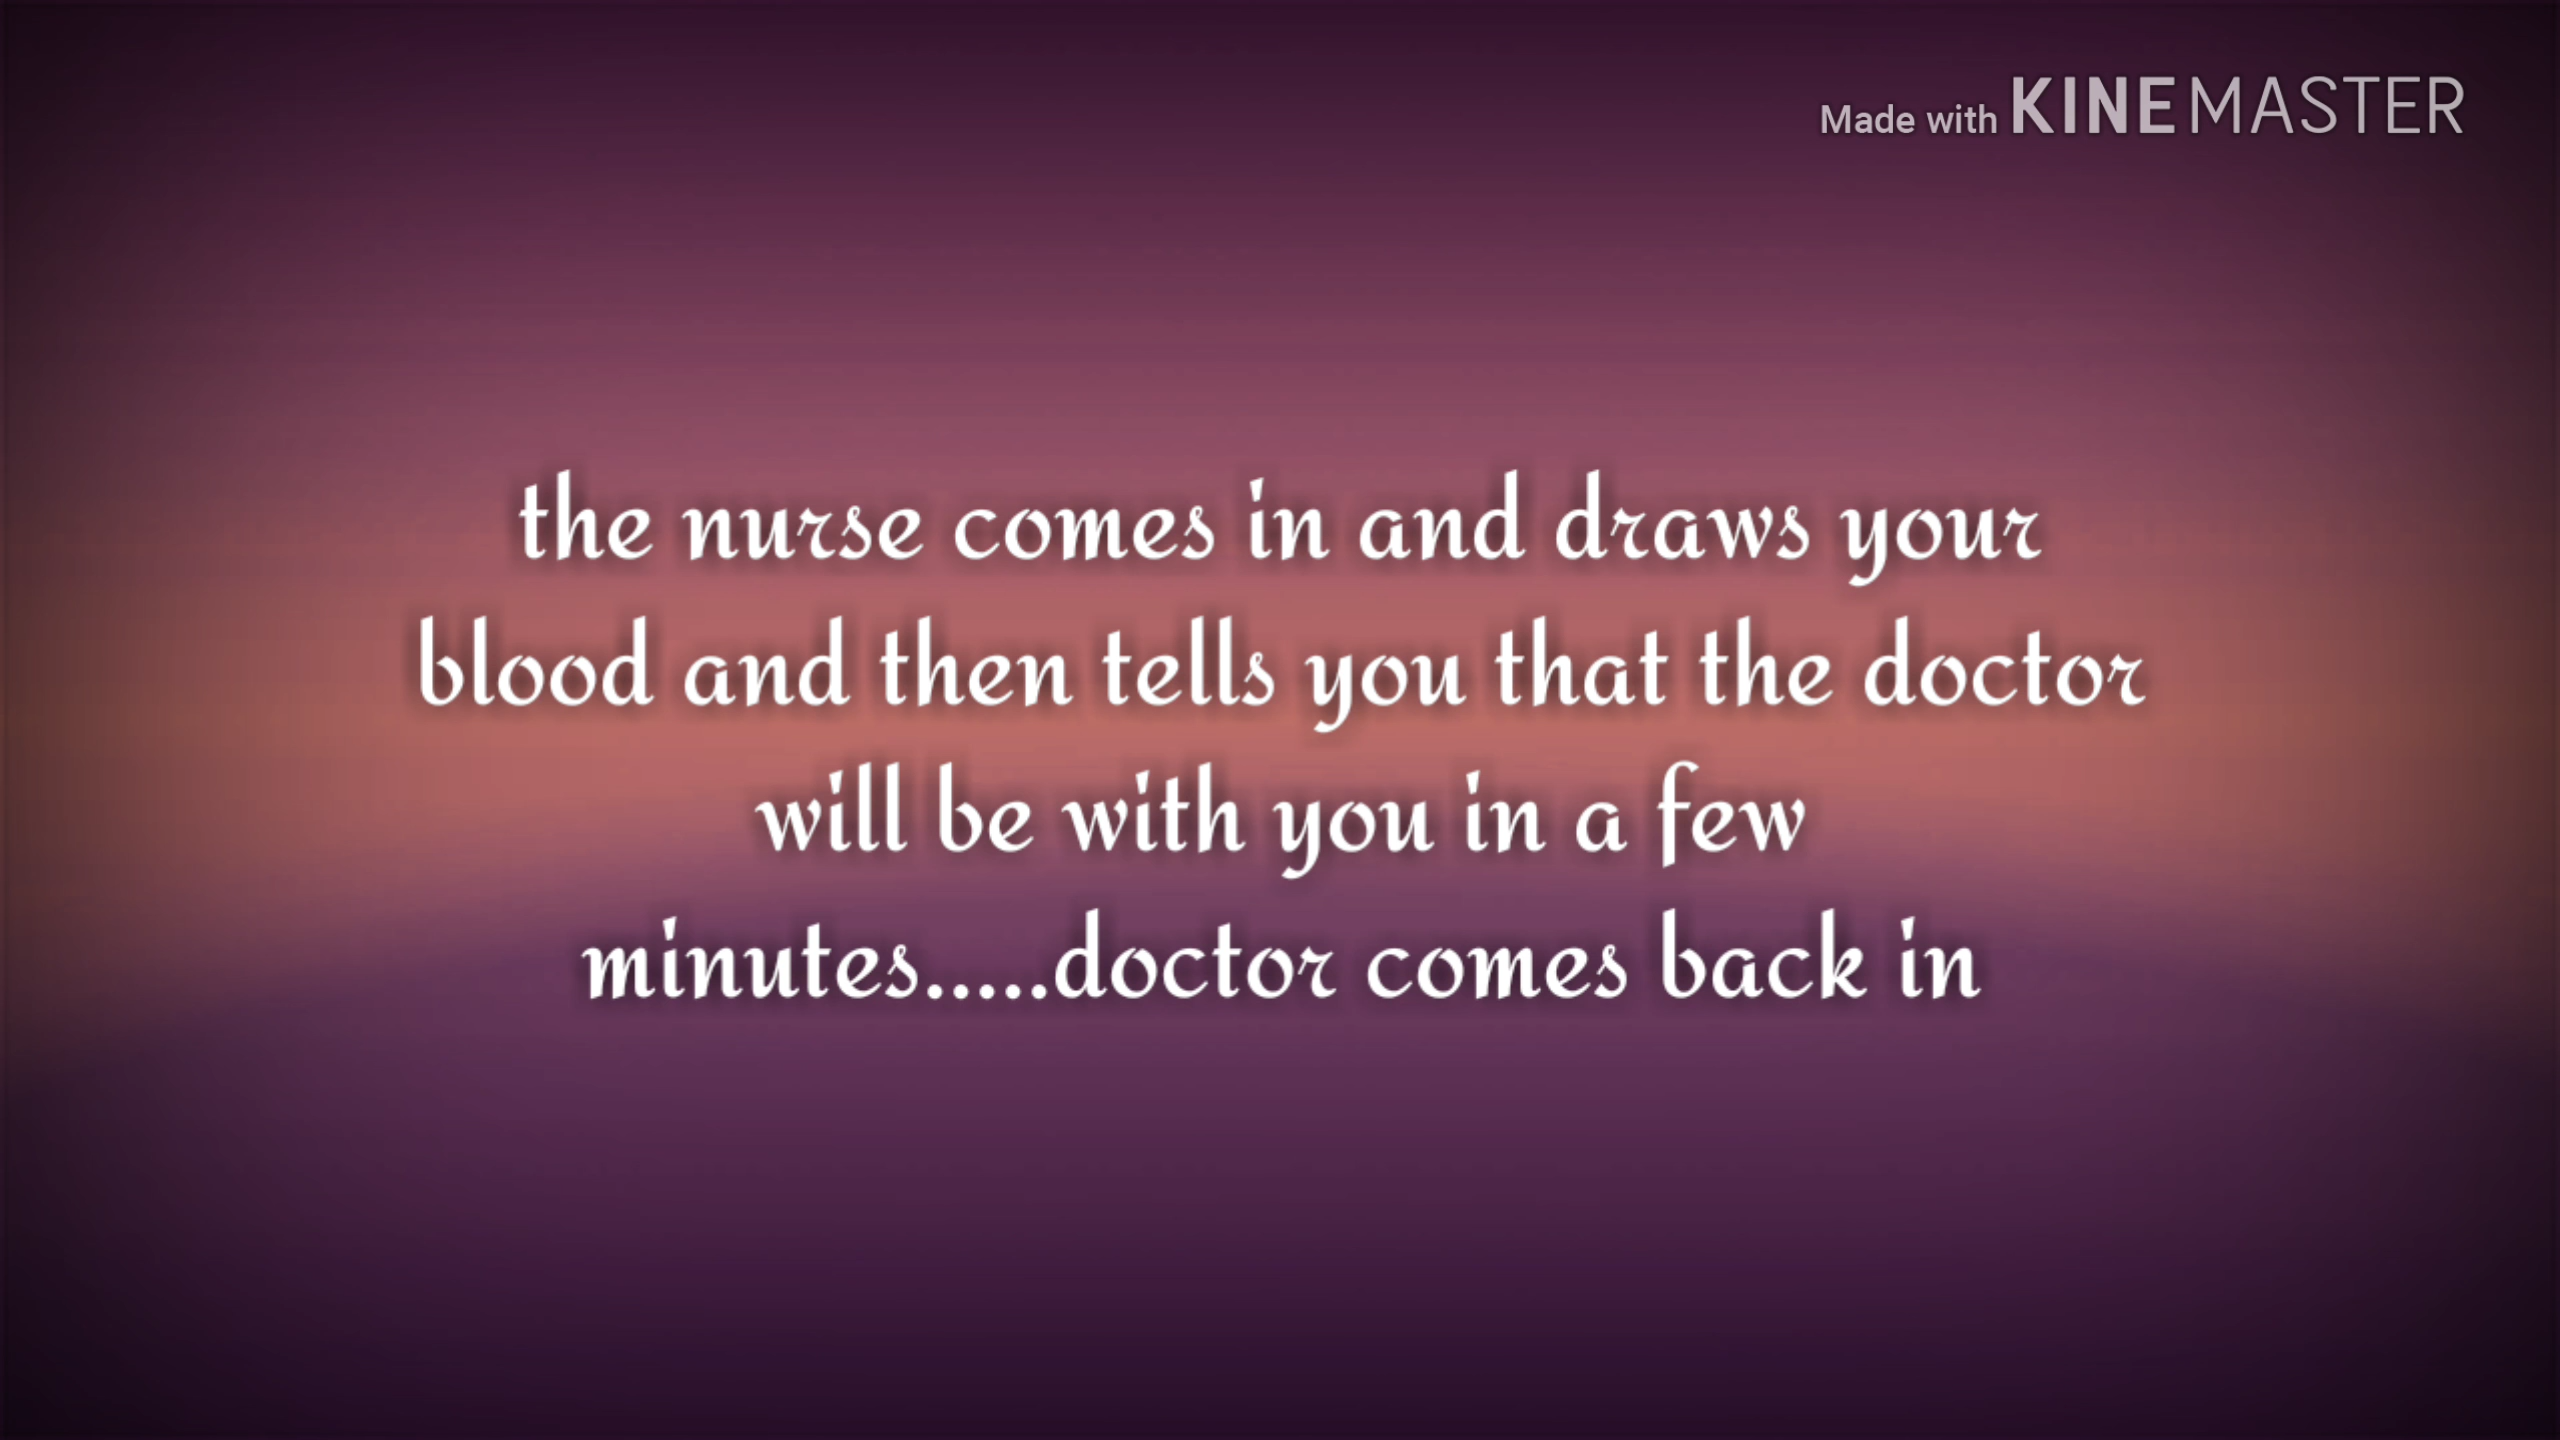 Made with KINEMASTER
the nurse comes in and draws your
blood and then tells you that the doctor
will be with you in a few
minutes.....doctor comes back in